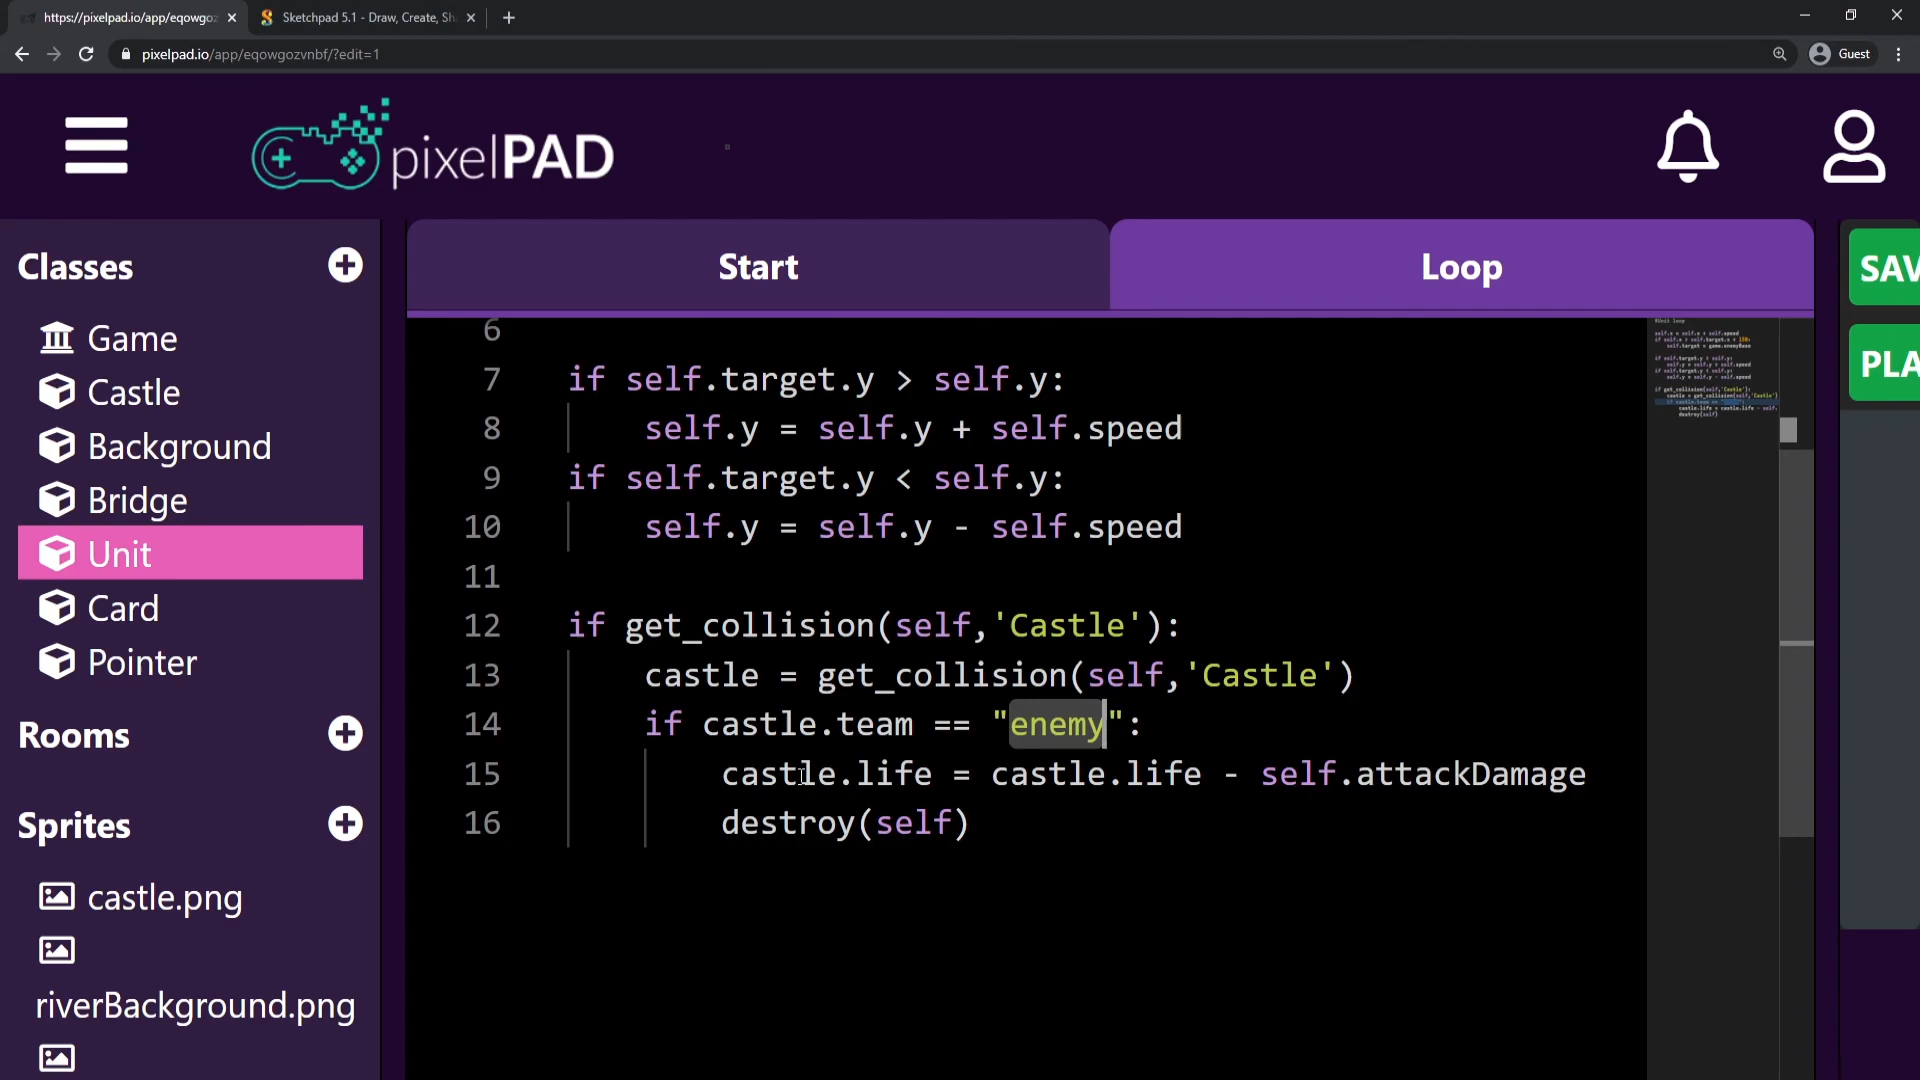 https://pixelpad.io/app/eqowgoz
Sketchpad 5.1 - Draw, Create, Sh
pixelpad.io/app/eqowgozvnbf/?edit=1
Guest
pixelPAD
Classes
Game
Castle
Background
Bridge
Unit
Card
Pointer
Rooms
Sprites
castle.png
riverBackground.png
Start
Loop
SAV
PLA
6
7 if self.target.y > self.y:
8 self.y = self.y + self.speed
9 if self.target.y < self.y:
10 self.y = self.y - self.speed
11
12 if get_collision(self,'Castle'):
13 castle = get_collision(self,'Castle')
14 if castle.team == "enemy":
15 castle.life = castle.life - self.attackDamage
16 destroy(self)